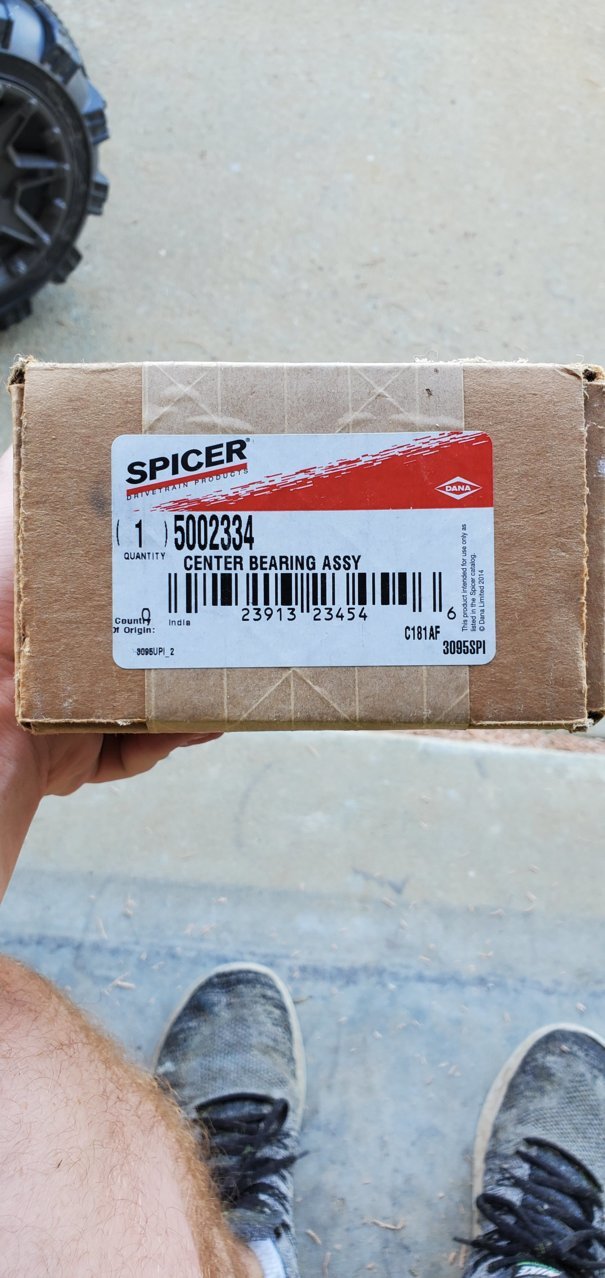 SPICER®
DRIVETRAIN PRODUCTS
DANA
( 1 ) 5002334
QUANTITY
CENTER BEARING ASSY
0 23913 23454 6
Country
Of Origin:
India
C181AF
3095UPI_2
3095SPI
This product intended for use only as
listed in the Spicer catalog.
© Dana Limited 2014